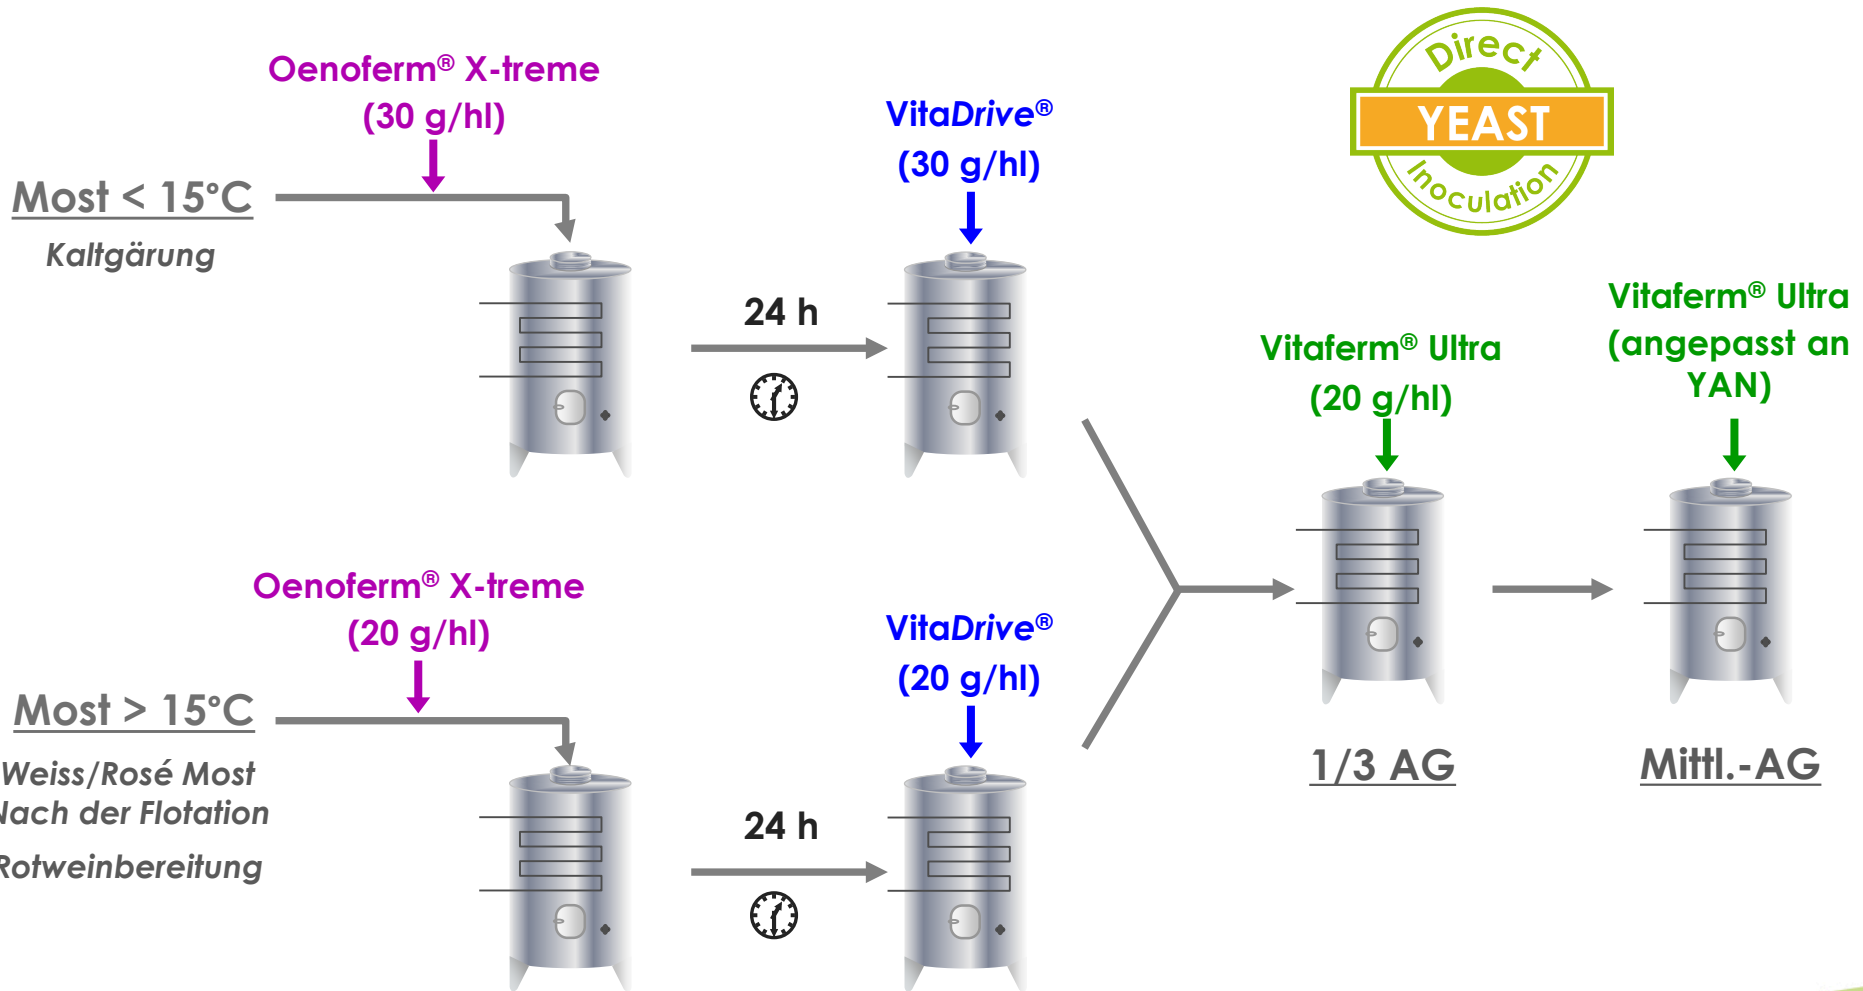 Oenoferm® X-treme
(30 g/hl)
VitaDrive®
(30 g/hl)
Direct
YEAST
Inoculation
Most < 15°C
Kaltgärung
24 h
Vitaferm® Ultra
(20 g/hl)
Vitaferm® Ultra
(angepasst an
YAN)
Oenoferm® X-treme
(20 g/hl)
VitaDrive®
(20 g/hl)
Most > 15°C
Weiss/Rosé Most
Nach der Flotation
Rotweinbereitung
24 h
1/3 AG
Mittl.-AG